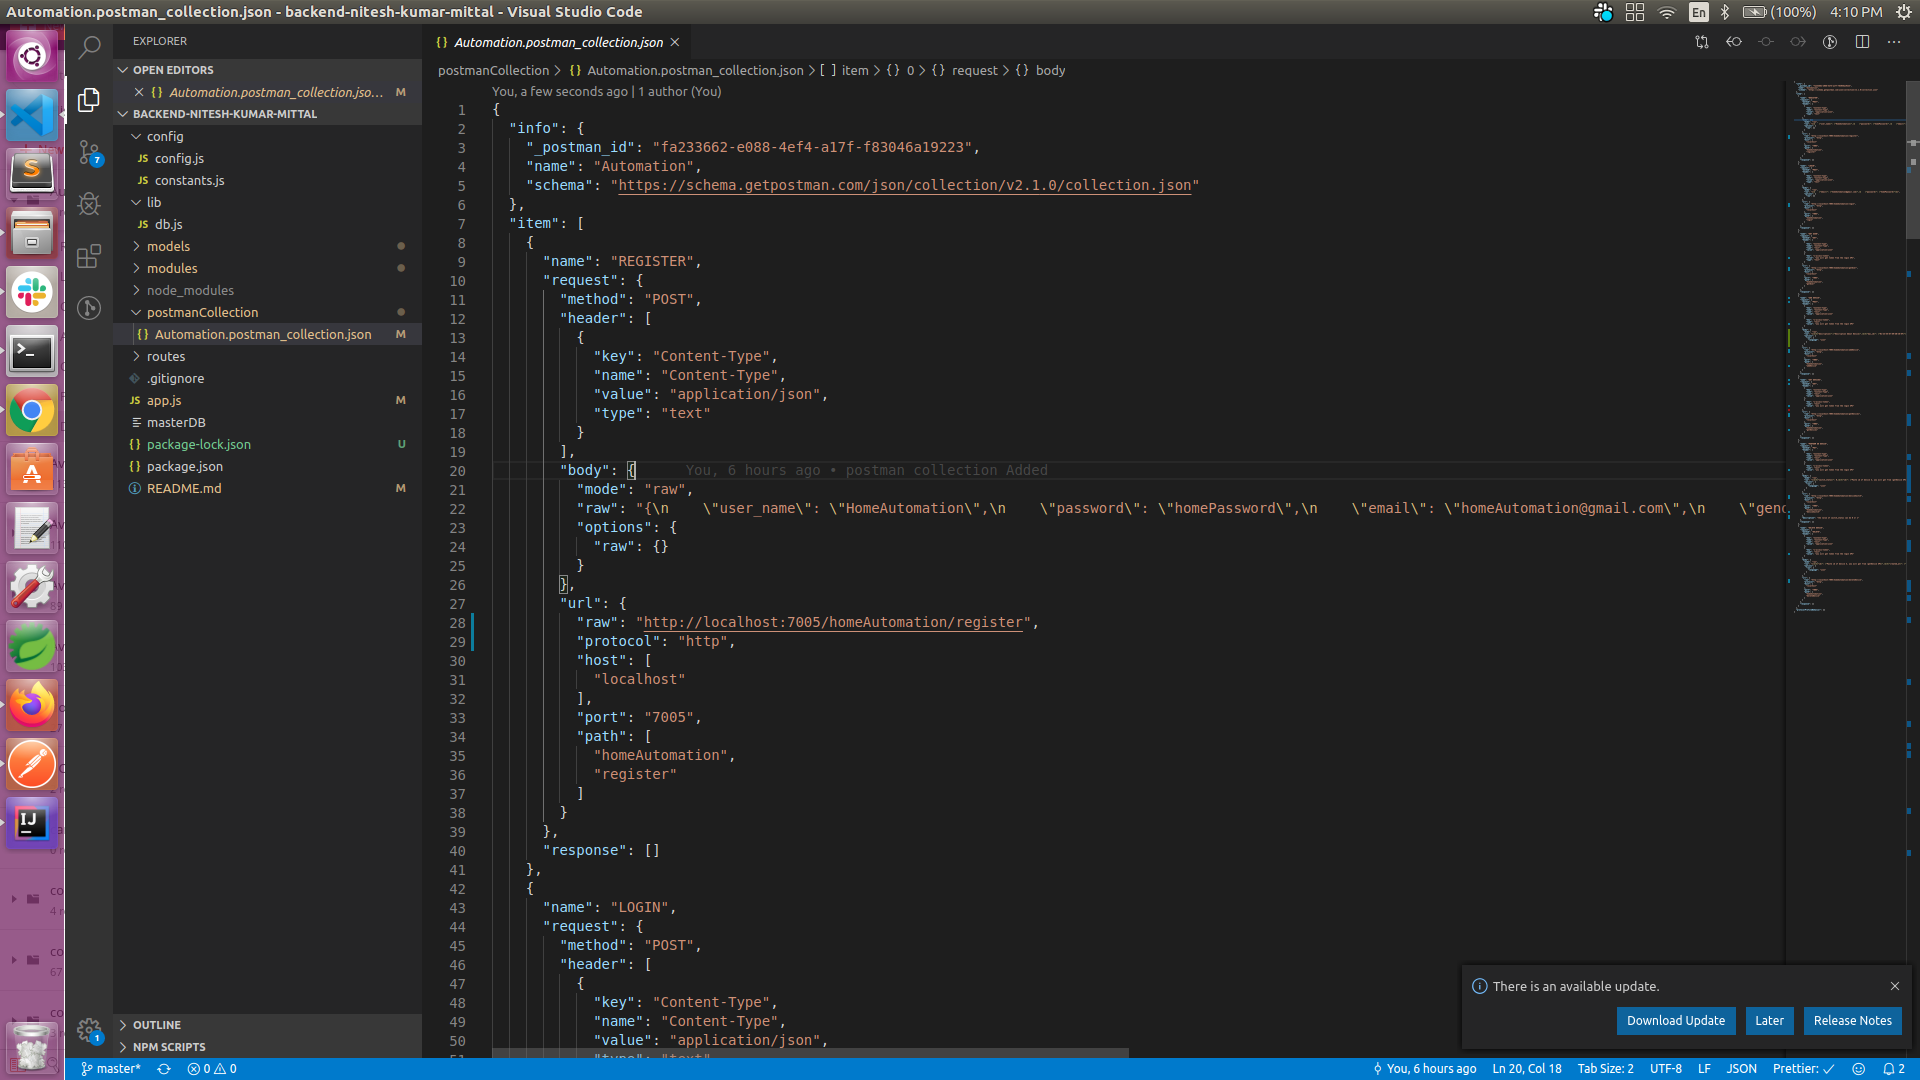 Automation.postman_collection.json - backend-nitesh-kumar-mittal - Visual Studio Code
En
(100%)
4:10 PM
EXPLORER
OPEN EDITORS
Automation.postman_collection.jso... M
BACKEND-NITESH-KUMAR-MITTAL
config
JS config.js
JS constants.js
lib
JS db.js
models
modules
node_modules
postmanCollection
{} Automation.postman_collection.json M
routes
.gitignore
JS app.js M
masterDB
{} package-lock.json U
{} package.json
README.md M
OUTLINE
NPM SCRIPTS
7
1
{} Automation.postman_collection.json
postmanCollection > {} Automation.postman_collection.json > [ ] item > {} 0 > {} request > {} body
You, a few seconds ago | 1 author (You)
1 {
2 "info": {
3 "_postman_id": "fa233662-e088-4ef4-a17f-f83046a19223",
4 "name": "Automation",
5 "schema": "https://schema.getpostman.com/json/collection/v2.1.0/collection.json"
6 },
7 "item": [
8 {
9 "name": "REGISTER",
10 "request": {
11 "method": "POST",
12 "header": [
13 {
14 "key": "Content-Type",
15 "name": "Content-Type",
16 "value": "application/json",
17 "type": "text"
18 }
19 ],
20 "body": { You, 6 hours ago • postman collection Added
21 "mode": "raw",
22 "raw": "{\n    \"user_name\": \"HomeAutomation\",\n    \"password\": \"homePassword\",\n    \"email\": \"homeAutomation@gmail.com\",\n    \"gend
23 "options": {
24 "raw": {}
25 }
26 },
27 "url": {
28 "raw": "http://localhost:7005/homeAutomation/register",
29 "protocol": "http",
30 "host": [
31 "localhost"
32 ],
33 "port": "7005",
34 "path": [
35 "homeAutomation",
36 "register"
37 ]
38 }
39 },
40 "response": []
41 },
42 {
43 "name": "LOGIN",
44 "request": {
45 "method": "POST",
46 "header": [
47 {
48 "key": "Content-Type",
49 "name": "Content-Type",
50 "value": "application/json",
51 "type": "text"
There is an available update.
Download Update
Later
Release Notes
master*
0 0
You, 6 hours ago
Ln 20, Col 18
Tab Size: 2
UTF-8
LF
JSON
Prettier: ✓
2